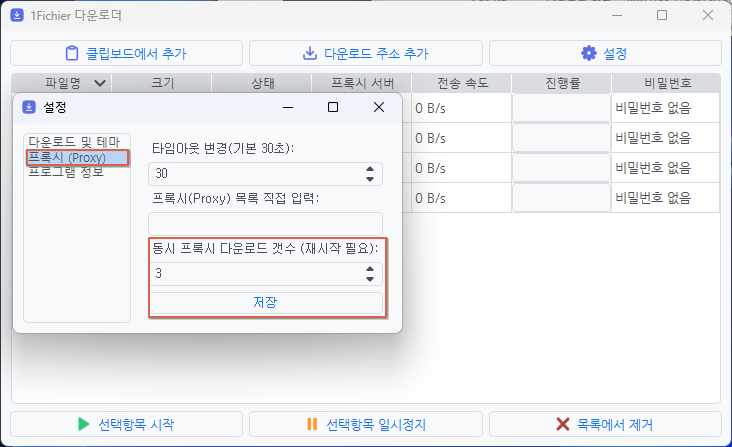 1Fichier 다운로더
클립보드에서 추가 다운로드 주소 추가 설정
파일명 크기 상태 프록시 서버 전송 속도 진행률 비밀번호
설정
다운로드 및 테마
프록시 (Proxy)
프로그램 정보
타임아웃 변경(기본 30초):
30
프록시(Proxy) 목록 직접 입력:
동시 프록시 다운로드 갯수 (재시작 필요):
3
저장
0 B/s 비밀번호 없음
0 B/s 비밀번호 없음
0 B/s 비밀번호 없음
0 B/s 비밀번호 없음
선택항목 시작 선택항목 일시정지 목록에서 제거